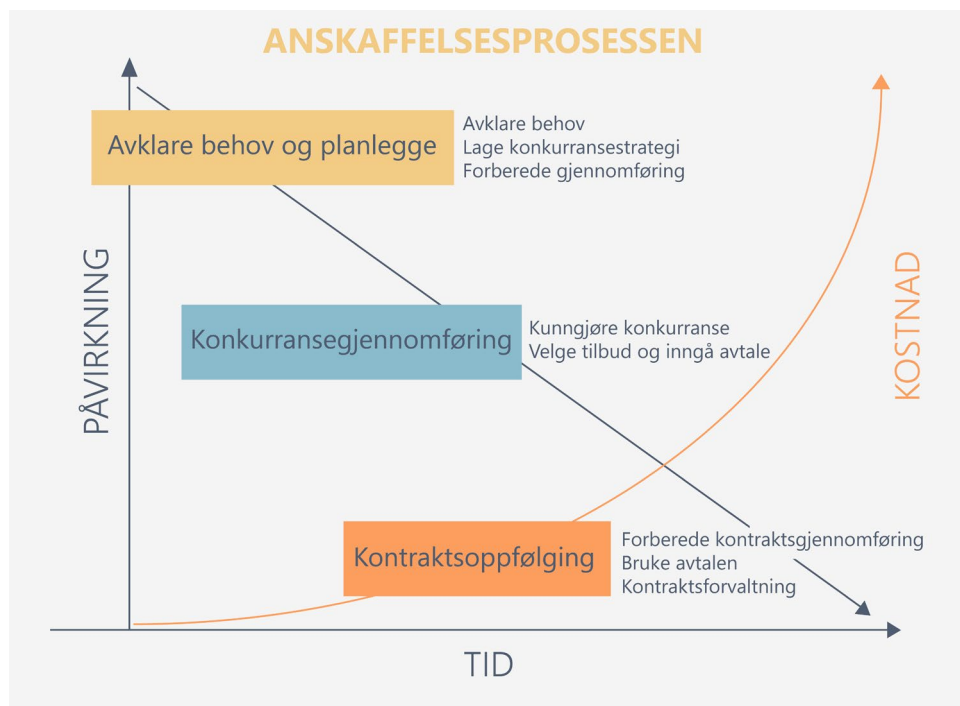 ANSKAFFELSESPROSESSEN
Avklare behov og planlegge
Avklare behov
Lage konkurransestrategi
Forberede gjennomføring
PÅVIRKNING
KOSTNAD
Konkurransegjennomføring
Kunngjøre konkurranse
Velge tilbud og inngå avtale
Kontraktsoppfølging
Forberede kontraktsgjennomføring
Bruke avtalen
Kontraktsforvaltning
TID